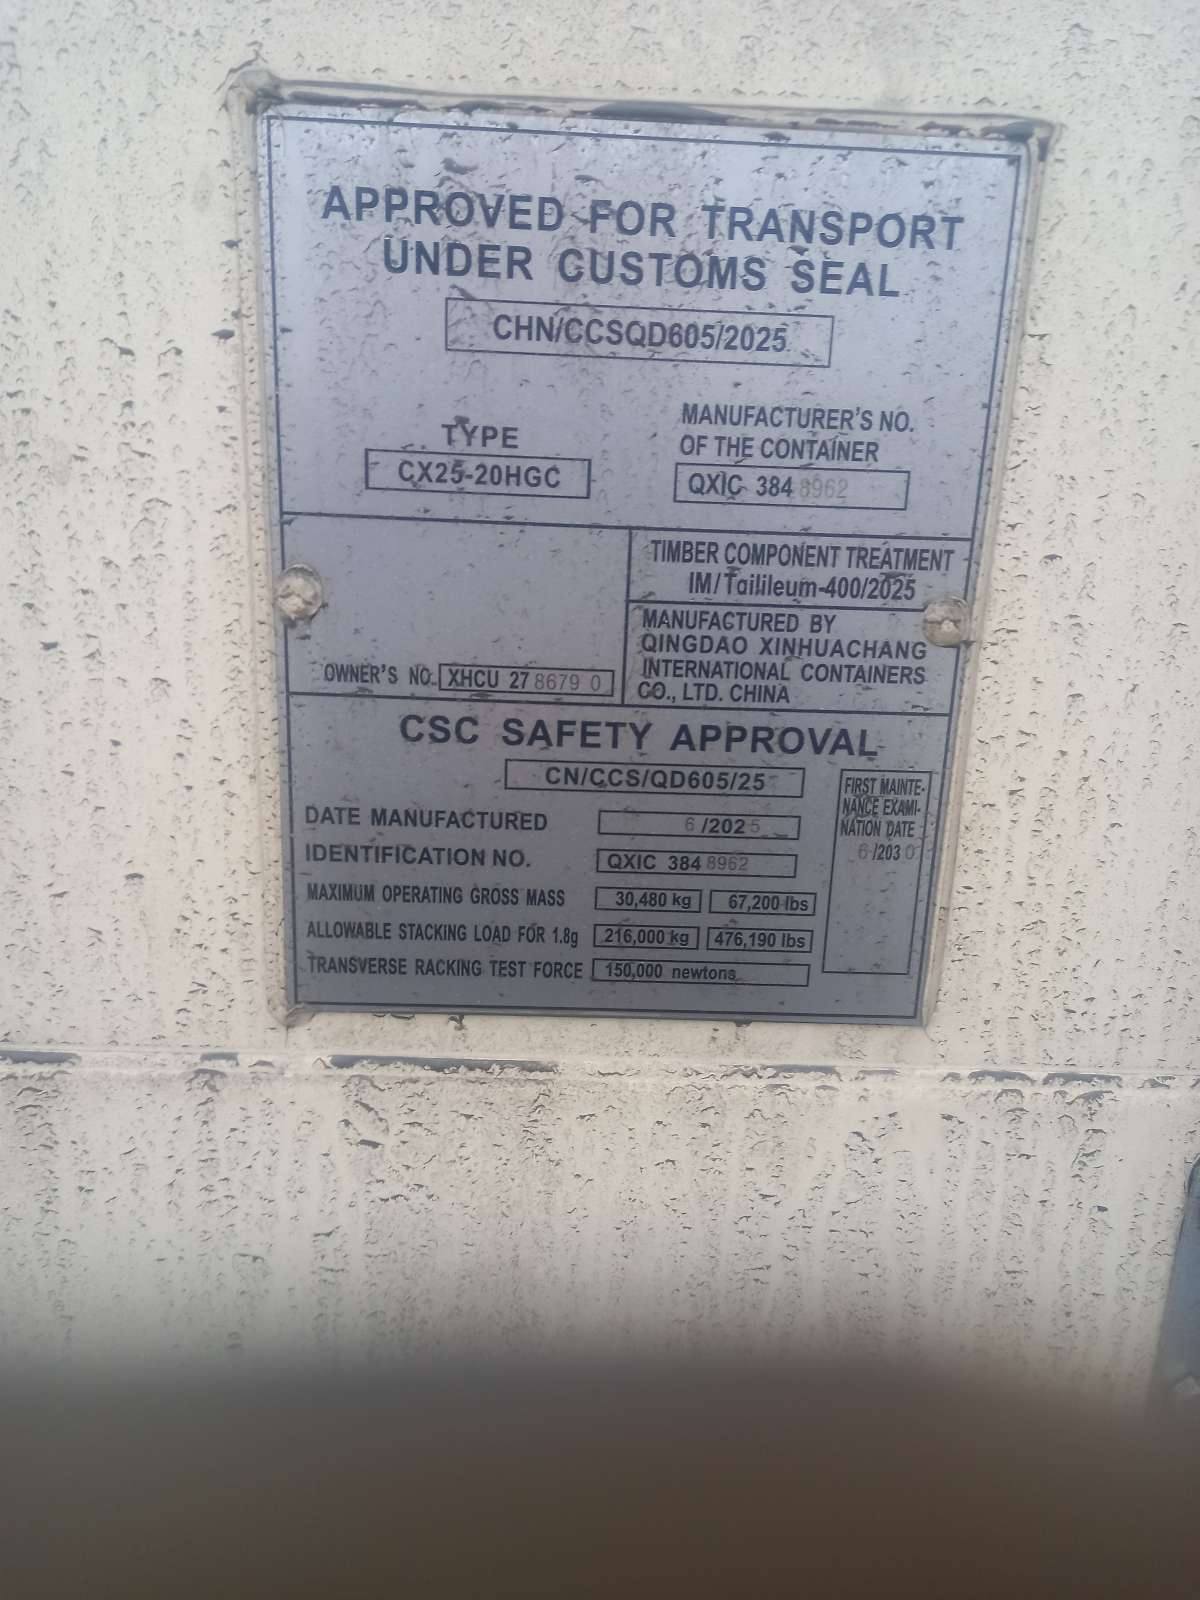 APPROVED FOR TRANSPORT
UNDER CUSTOMS SEAL
CHN/CCSQD605/2025
TYPE
CX25-20HGC
MANUFACTURER'S NO.
OF THE CONTAINER
QXIC 384 8962
TIMBER COMPONENT TREATMENT
IM/Tailileum-400/2025
MANUFACTURED BY
QINGDAO XINHUACHANG
INTERNATIONAL CONTAINERS
CO., LTD. CHINA
OWNER'S NO. XHCU 27 8679 0
CSC SAFETY APPROVAL
CN/CCS/QD605/25
DATE MANUFACTURED 6 /2025
IDENTIFICATION NO. QXIC 384 8962
MAXIMUM OPERATING GROSS MASS 30,480 kg 67,200 lbs
ALLOWABLE STACKING LOAD FOR 1.8g 216,000 kg 476,190 lbs
TRANSVERSE RACKING TEST FORCE 150,000 newtons
FIRST MAINTE-
NANCE EXAMI-
NATION DATE
6 /203 0